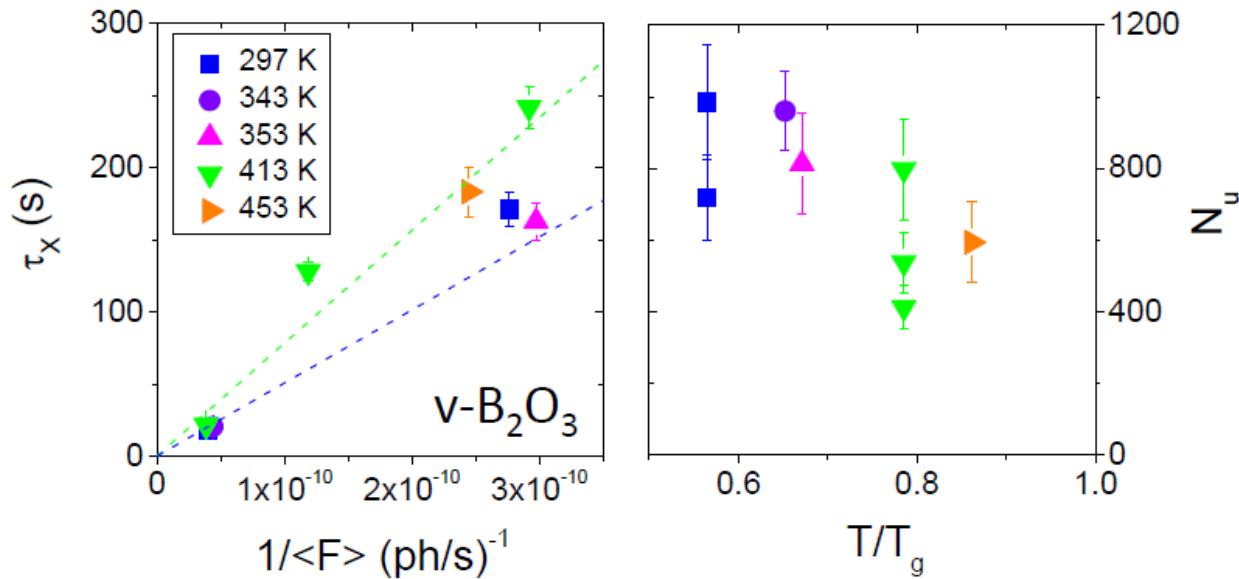 300
200
100
0
τX (s)
297 K
343 K
353 K
413 K
453 K
v-B2O3
0
1x10-10
2x10-10
3x10-10
1/<F> (ph/s)-1
1200
800
400
0
Nu
0.6
0.8
1.0
T/Tg